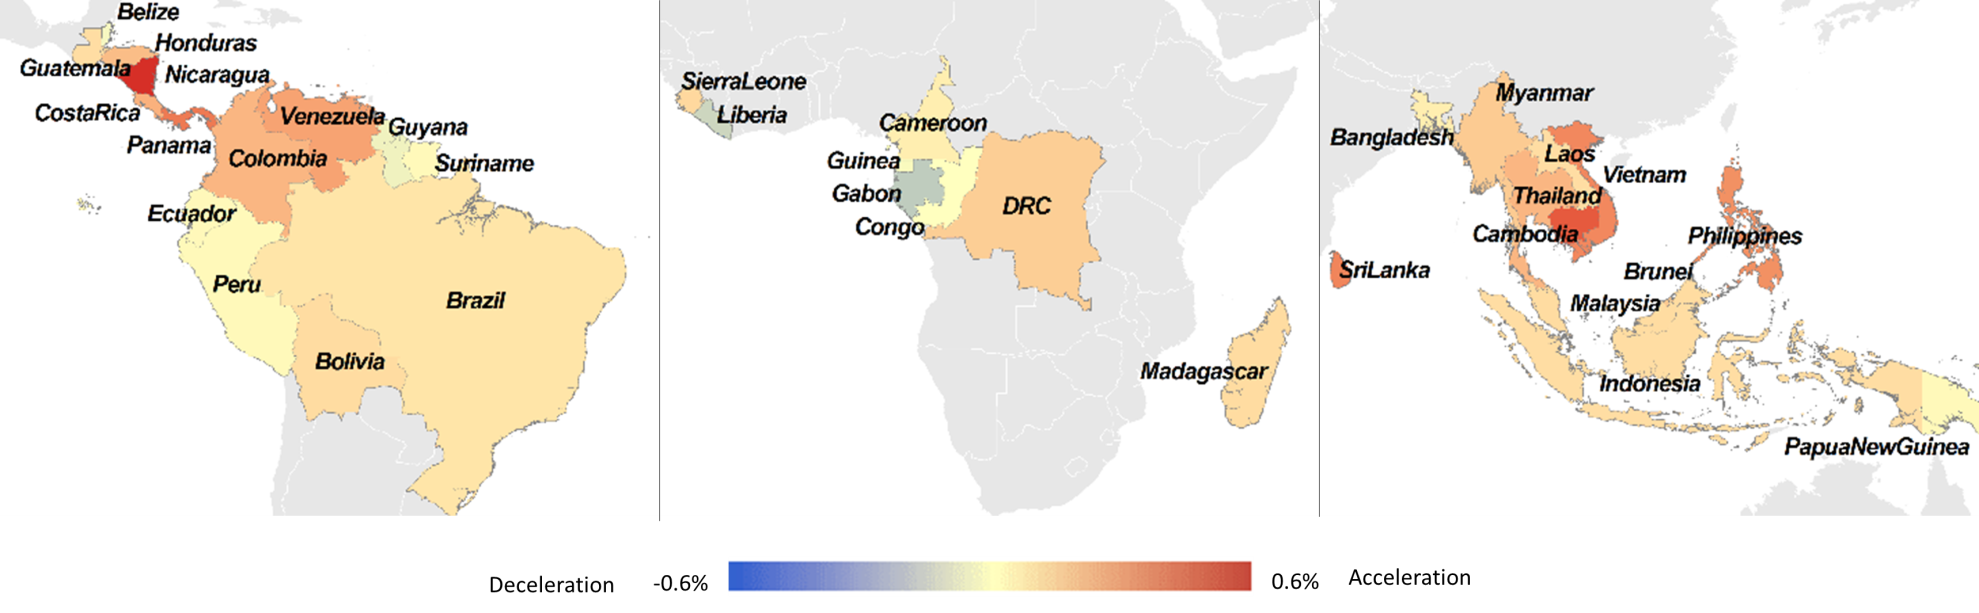 Belize
Honduras
Guatemala
Nicaragua
CostaRica
Panama
Venezuela
Guyana
Colombia
Suriname
Ecuador
Peru
Brazil
Bolivia
SierraLeone
Liberia
Cameroon
Guinea
Gabon
Congo
DRC
Madagascar
Myanmar
Bangladesh
Laos
Vietnam
Thailand
Cambodia
Philippines
SriLanka
Brunei
Malaysia
Indonesia
PapuaNewGuinea
Deceleration -0.6% 0.6% Acceleration